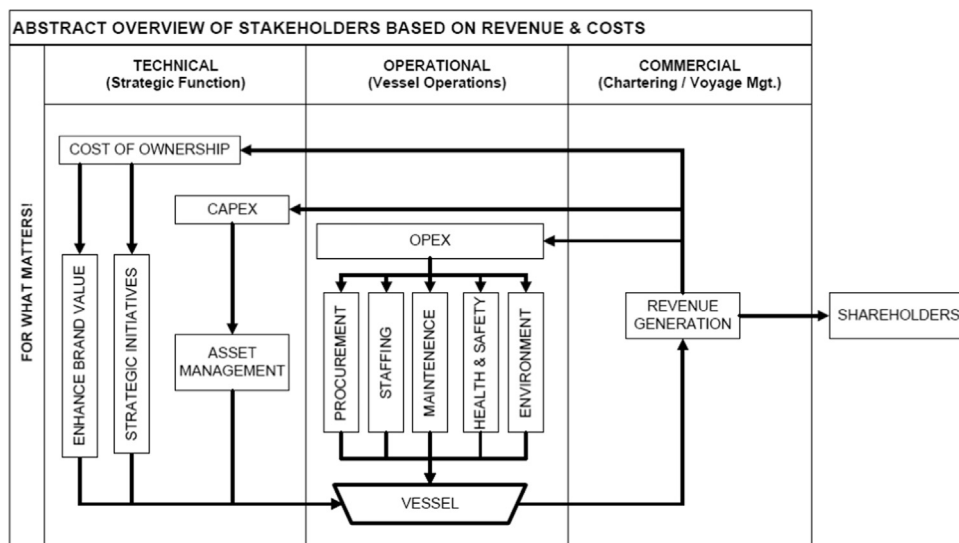 ABSTRACT OVERVIEW OF STAKEHOLDERS BASED ON REVENUE & COSTS
FOR WHAT MATTERS!
TECHNICAL
(Strategic Function)
OPERATIONAL
(Vessel Operations)
COMMERCIAL
(Chartering / Voyage Mgt.)
COST OF OWNERSHIP
CAPEX
OPEX
ENHANCE BRAND VALUE
STRATEGIC INITIATIVES
ASSET
MANAGEMENT
PROCUREMENT
STAFFING
MAINTENENCE
HEALTH & SAFETY
ENVIRONMENT
REVENUE
GENERATION
SHAREHOLDERS
VESSEL